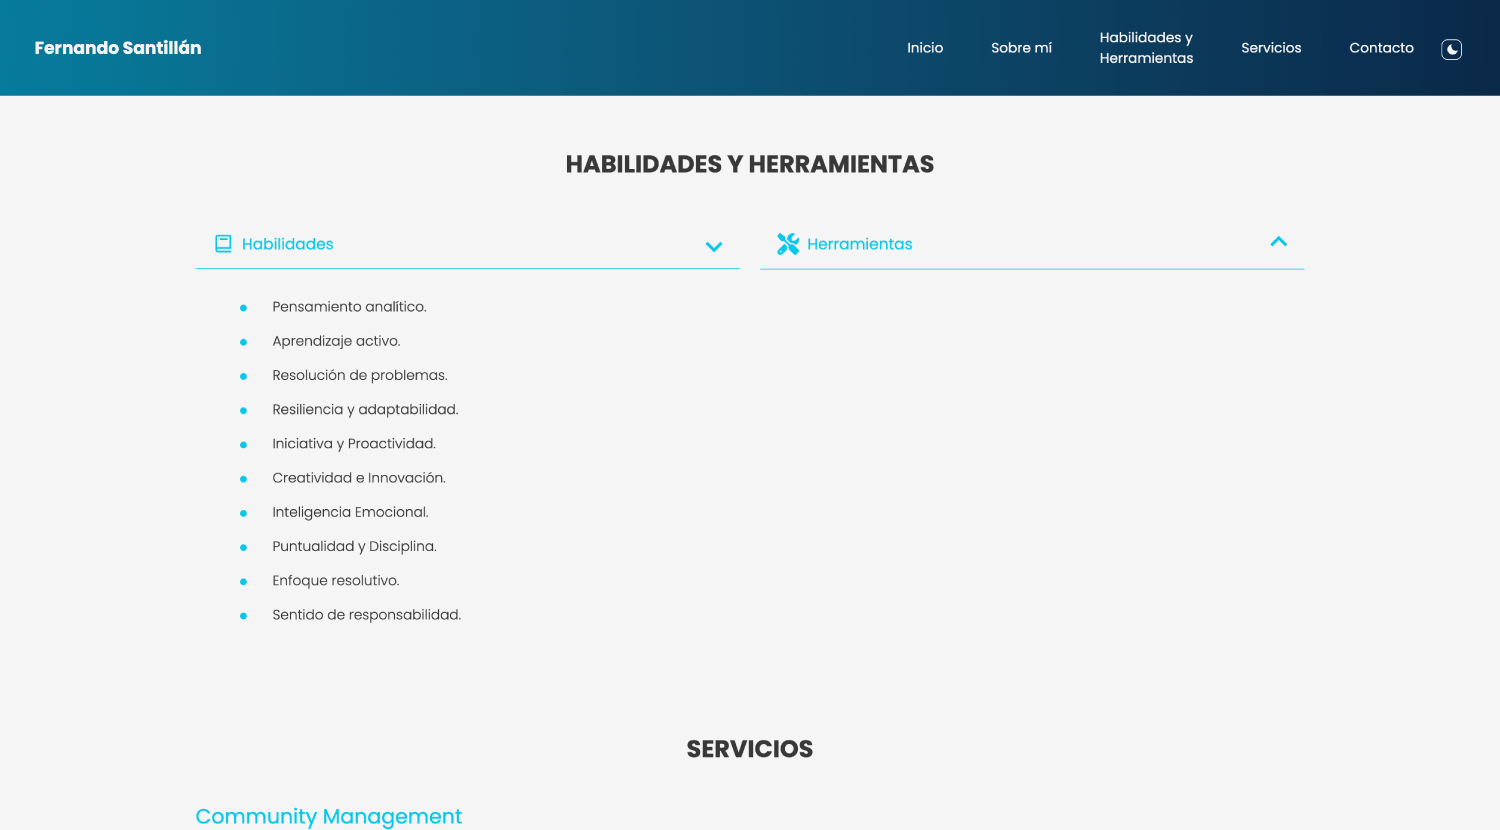 Fernando Santillán
Inicio
Sobre mí
Habilidades y
Herramientas
Servicios
Contacto
HABILIDADES Y HERRAMIENTAS
Habilidades
Herramientas
Pensamiento analítico.
Aprendizaje activo.
Resolución de problemas.
Resiliencia y adaptabilidad.
Iniciativa y Proactividad.
Creatividad e Innovación.
Inteligencia Emocional.
Puntualidad y Disciplina.
Enfoque resolutivo.
Sentido de responsabilidad.
SERVICIOS
Community Management